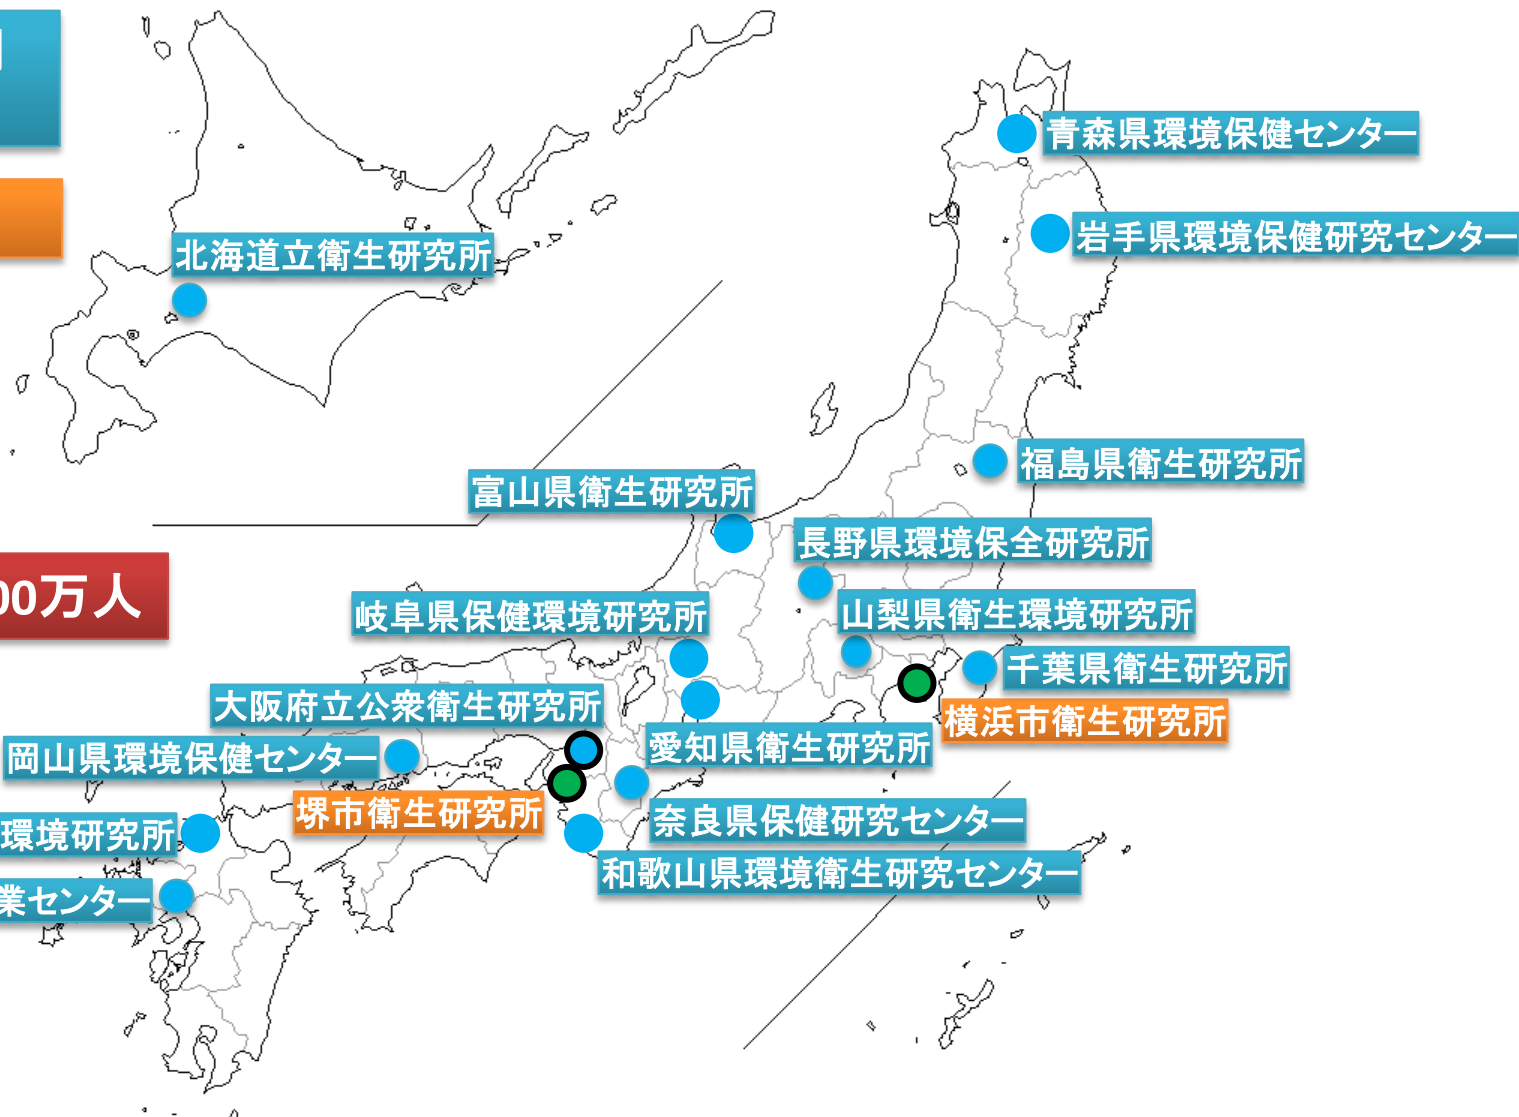 青森県環境保健センター
岩手県環境保健研究センター
北海道立衛生研究所
福島県衛生研究所
富山県衛生研究所
長野県環境保全研究所
00万人
岐阜県保健環境研究所
山梨県衛生環境研究所
千葉県衛生研究所
大阪府立公衆衛生研究所
横浜市衛生研究所
愛知県衛生研究所
岡山県環境保健センター
堺市衛生研究所
奈良県保健研究センター
環境研究所
和歌山県環境衛生研究センター
業センター